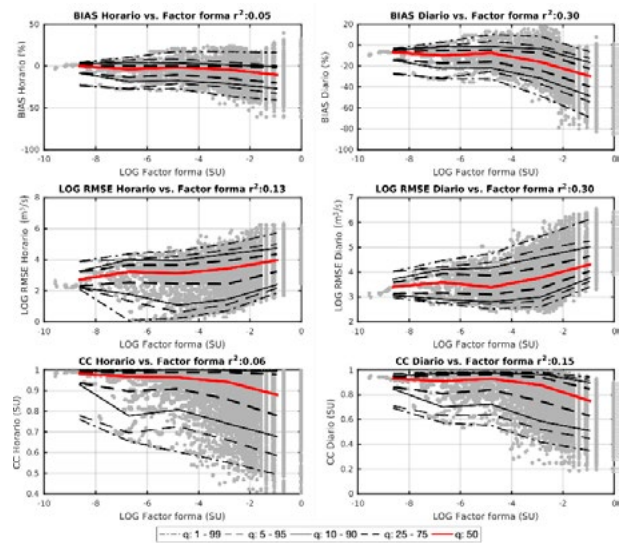 BIAS Horario vs. Factor forma r²:0.05
BIAS Horario (%)
50
0
-50
-100
-10 -8 -6 -4 -2 0
LOG Factor forma (SU)
BIAS Diario vs. Factor forma r²:0.30
BIAS Diario (%)
20
0
-20
-40
-60
-80
-100
-10 -8 -6 -4 -2 0
LOG Factor forma (SU)
LOG RMSE Horario vs. Factor forma r²:0.13
LOG RMSE Horario (m³/s)
8
6
4
2
0
-10 -8 -6 -4 -2 0
LOG Factor forma (SU)
LOG RMSE Diario vs. Factor forma r²:0.30
LOG RMSE Diario (m³/s)
7
6
5
4
3
2
-10 -8 -6 -4 -2 0
LOG Factor forma (SU)
CC Horario vs. Factor forma r²:0.06
CC Horario (SU)
1
0.9
0.8
0.7
0.6
0.5
0.4
-10 -8 -6 -4 -2 0
LOG Factor forma (SU)
CC Diario vs. Factor forma r²:0.15
CC Diario (SU)
1
0.8
0.6
0.4
0.2
0
-10 -8 -6 -4 -2 0
LOG Factor forma (SU)
q: 1 - 99 q: 5 - 95 q: 10 - 90 q: 25 - 75 q: 50